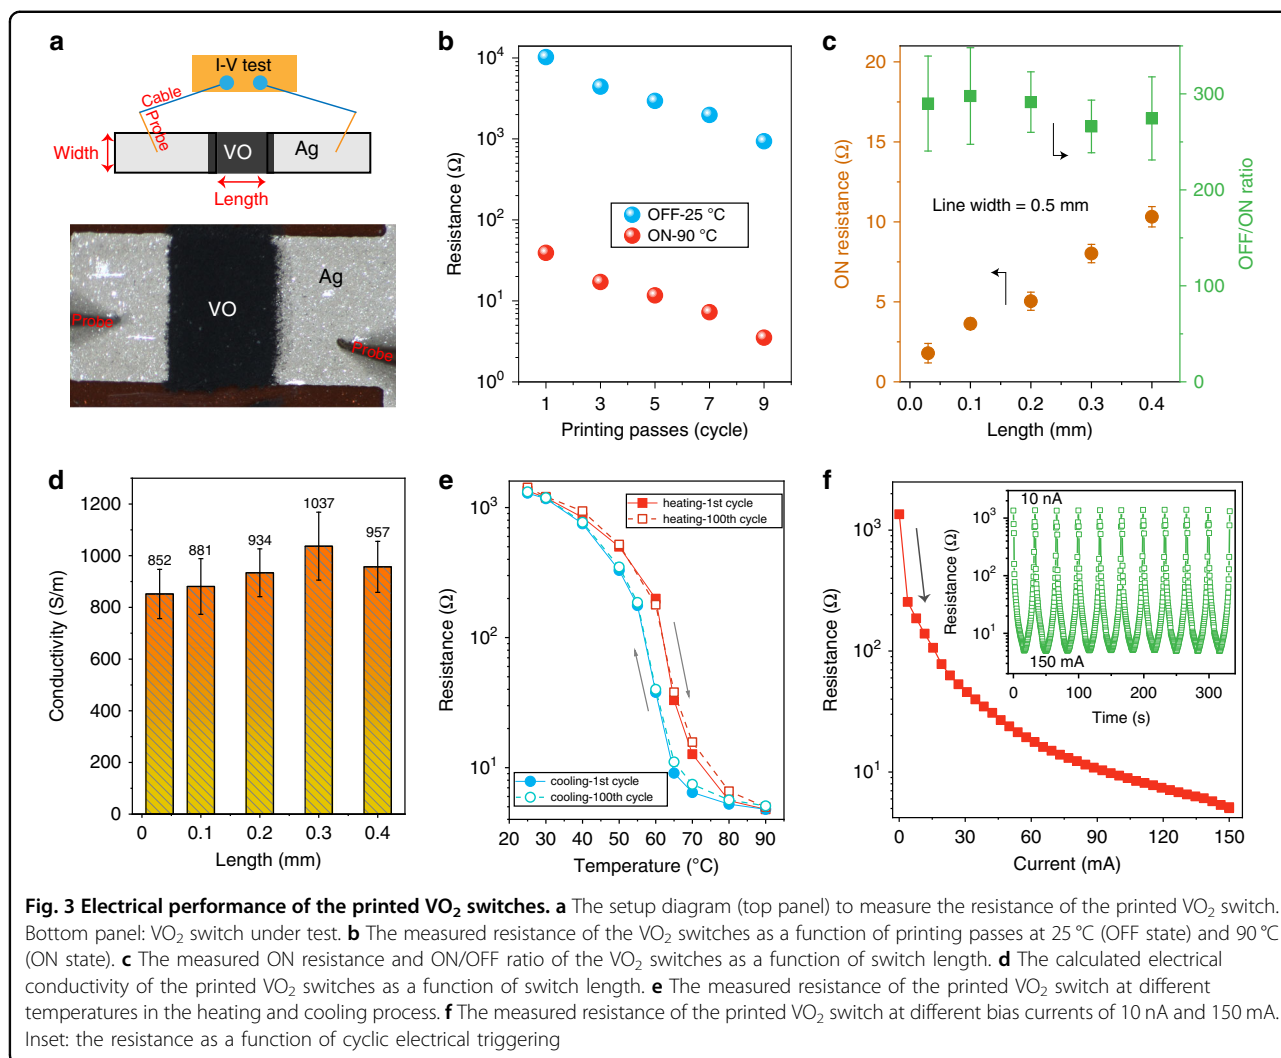 a
I-V test
Cable
Probe
Width
VO
Ag
Length
VO
Ag
Probe
Probe
b
Resistance (Ω)
10⁴
10³
10²
10¹
10⁰
OFF-25 °C
ON-90 °C
1 3 5 7 9
Printing passes (cycle)
c
ON resistance (Ω)
20
15
10
5
0
Line width = 0.5 mm
300
200
100
0
OFF/ON ratio
0.0 0.1 0.2 0.3 0.4
Length (mm)
d
Conductivity (S/m)
1200
1000
800
600
400
200
0
852 881 934 1037 957
0 0.1 0.2 0.3 0.4
Length (mm)
e
Resistance (Ω)
10³
10²
10¹
heating-1st cycle
heating-100th cycle
cooling-1st cycle
cooling-100th cycle
20 30 40 50 60 70 80 90
Temperature (°C)
f
Resistance (Ω)
10³
10²
10¹
10 nA
Resistance (Ω)
10³
10²
10¹
150 mA
0 50 100 150 200 250 300
Time (s)
0 30 60 90 120 150
Current (mA)
Fig. 3 Electrical performance of the printed VO₂ switches. a The setup diagram (top panel) to measure the resistance of the printed VO₂ switch.
Bottom panel: VO₂ switch under test. b The measured resistance of the VO₂ switches as a function of printing passes at 25 °C (OFF state) and 90 °C
(ON state). c The measured ON resistance and ON/OFF ratio of the VO₂ switches as a function of switch length. d The calculated electrical
conductivity of the printed VO₂ switches as a function of switch length. e The measured resistance of the printed VO₂ switch at different
temperatures in the heating and cooling process. f The measured resistance of the printed VO₂ switch at different bias currents of 10 nA and 150 mA.
Inset: the resistance as a function of cyclic electrical triggering